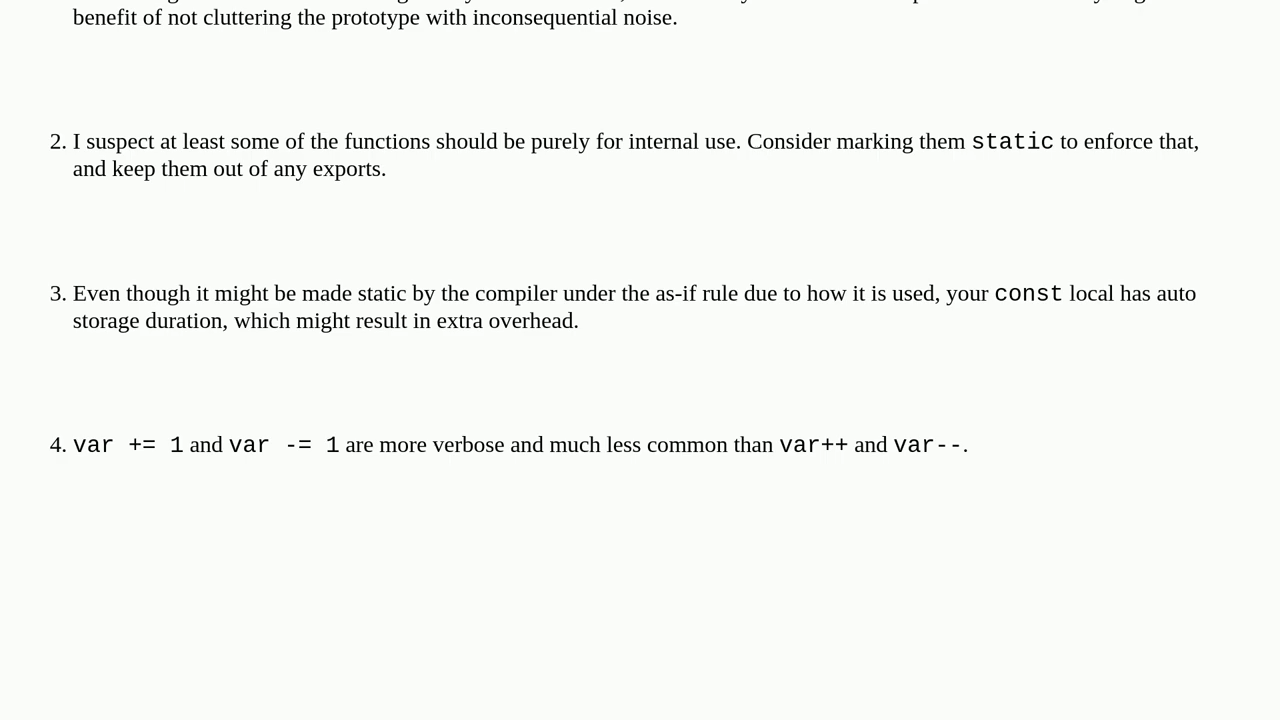 benefit of not cluttering the prototype with inconsequential noise.
2. I suspect at least some of the functions should be purely for internal use. Consider marking them static to enforce that,
and keep them out of any exports.
3. Even though it might be made static by the compiler under the as-if rule due to how it is used, your const local has auto
storage duration, which might result in extra overhead.
4. var += 1 and var -= 1 are more verbose and much less common than var++ and var--.